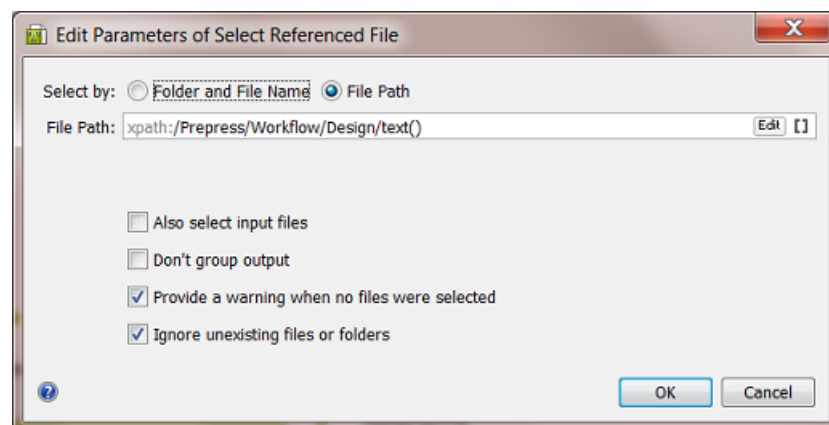 Edit Parameters of Select Referenced File
Select by: Folder and File Name File Path
File Path: xpath:/Prepress/Workflow/Design/text() Edit []
Also select input files
Don't group output
Provide a warning when no files were selected
Ignore unexisting files or folders
? OK Cancel